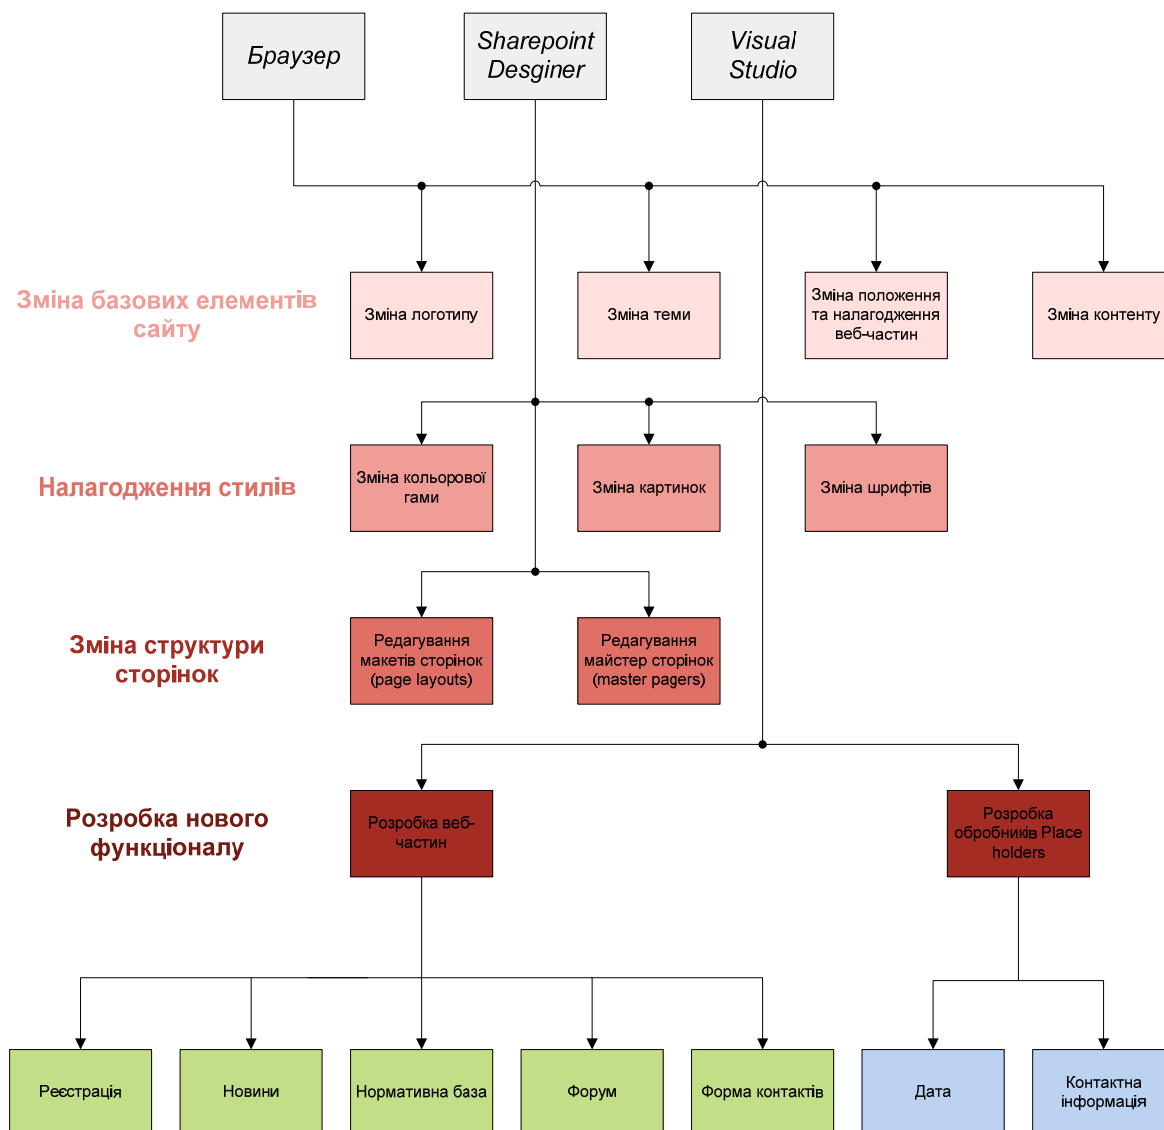 Браузер
Sharepoint
Desginer
Visual
Studio
Зміна базових елементів
сайту
Зміна логотипу
Зміна теми
Зміна положення
та налагодження
веб-частин
Зміна контенту
Налагодження стилів
Зміна кольорової
гами
Зміна картинок
Зміна шрифтів
Зміна структури
сторінок
Редагування
макетів сторінок
(page layouts)
Редагування
майстер сторінок
(master pagers)
Розробка нового
функціоналу
Розробка веб-
частин
Розробка
обробників Place
holders
Реєстрація
Новини
Нормативна база
Форум
Форма контактів
Дата
Контактна
інформація